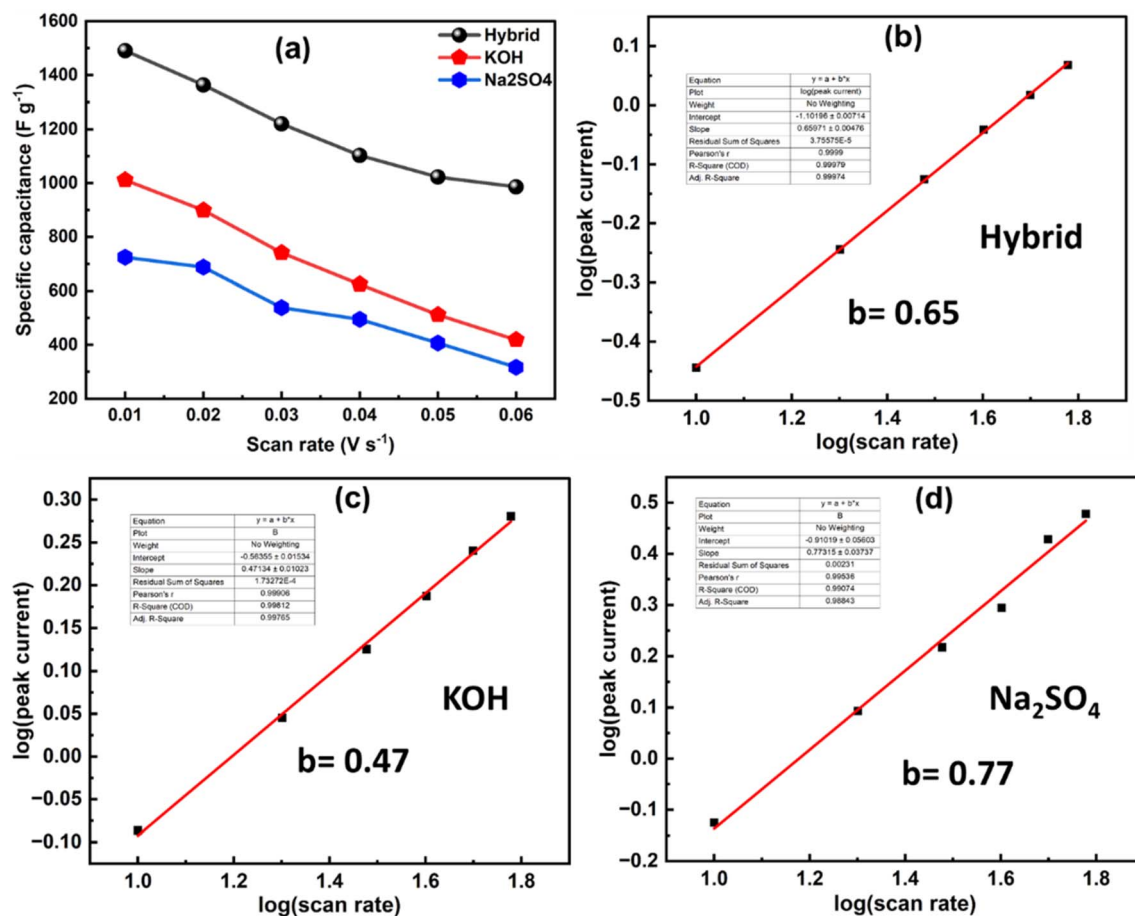 (a)
Hybrid
KOH
Na2SO4
1600
1400
1200
1000
800
600
400
200
Specific capacitance (F g⁻¹)
0.01 0.02 0.03 0.04 0.05 0.06
Scan rate (V s⁻¹)
(b)
Equation y = a + b*x
Plot log(peak current)
Weight No Weighting
Intercept -1.10196 ± 0.00714
Slope 0.65971 ± 0.00476
Residual Sum of Squares 3.75575E-5
Pearson's r 0.9999
R-Square (COD) 0.99979
Adj. R-Square 0.99974
Hybrid
b= 0.65
0.1
0.0
−0.1
−0.2
−0.3
−0.4
−0.5
log(peak current)
1.0 1.2 1.4 1.6 1.8
log(scan rate)
(c)
Equation y = a + b*x
Plot B
Weight No Weighting
Intercept -0.56355 ± 0.01534
Slope 0.47134 ± 0.01023
Residual Sum of Squares 1.73272E-4
Pearson's r 0.99906
R-Square (COD) 0.99812
Adj. R-Square 0.99765
KOH
b= 0.47
0.30
0.25
0.20
0.15
0.10
0.05
0.00
−0.05
−0.10
log(peak current)
1.0 1.2 1.4 1.6 1.8
log(scan rate)
(d)
Equation y = a + b*x
Plot B
Weight No Weighting
Intercept -0.91019 ± 0.05603
Slope 0.77315 ± 0.03737
Residual Sum of Squares 0.00231
Pearson's r 0.99536
R-Square (COD) 0.99074
Adj. R-Square 0.98843
Na₂SO₄
b= 0.77
0.5
0.4
0.3
0.2
0.1
0.0
−0.1
−0.2
log(peak current)
1.0 1.2 1.4 1.6 1.8
log(scan rate)